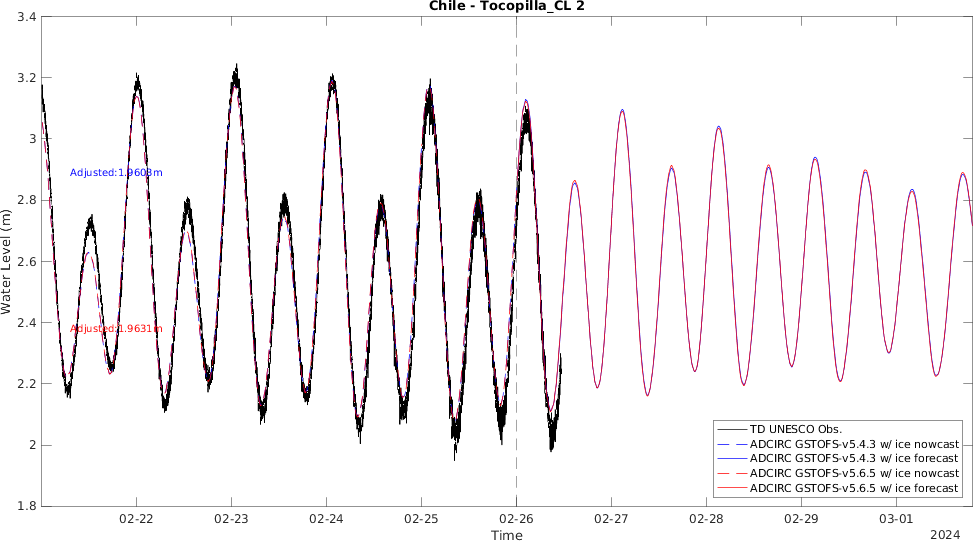 Chile - Tocopilla_CL 2
3.4
3.2
3
2.8
2.6
2.4
2.2
2
1.8
Water Level (m)
Adjusted:1.9603m
Adjusted:1.9631m
TD UNESCO Obs.
ADCIRC GSTOFS-v5.4.3 w/ ice nowcast
ADCIRC GSTOFS-v5.4.3 w/ ice forecast
ADCIRC GSTOFS-v5.6.5 w/ ice nowcast
ADCIRC GSTOFS-v5.6.5 w/ ice forecast
02-22 02-23 02-24 02-25 02-26 02-27 02-28 02-29 03-01
Time
2024